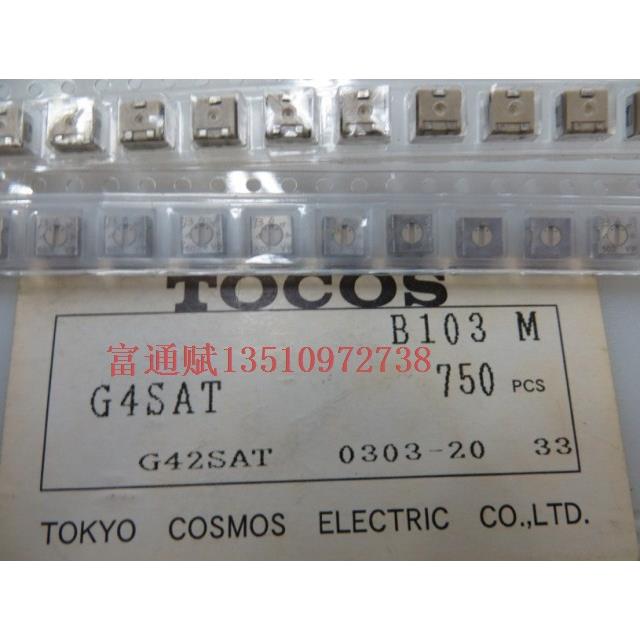 TOCOS
B103 M
富通赋13510972738
G4SAT 750 PCS
G42SAT 0303-20 33
TOKYO COSMOS ELECTRIC CO.,LTD.